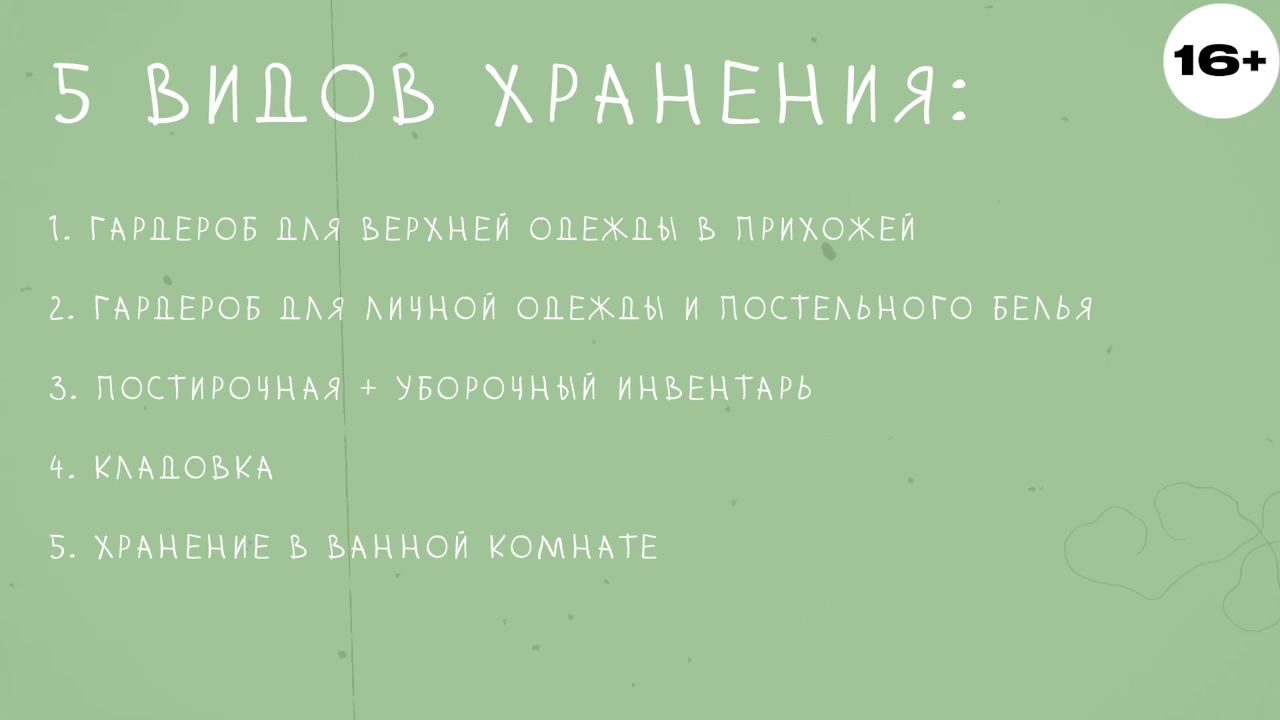 16+
5 ВИДОВ ХРАНЕНИЯ:
1. ГАРДЕРОБ ДЛЯ ВЕРХНЕЙ ОДЕЖДЫ В ПРИХОЖЕЙ
2. ГАРДЕРОБ ДЛЯ ЛИЧНОЙ ОДЕЖДЫ И ПОСТЕЛЬНОГО БЕЛЬЯ
3. ПОСТИРОЧНАЯ + УБОРОЧНЫЙ ИНВЕНТАРЬ
4. КЛАДОВКА
5. ХРАНЕНИЕ В ВАННОЙ КОМНАТЕ